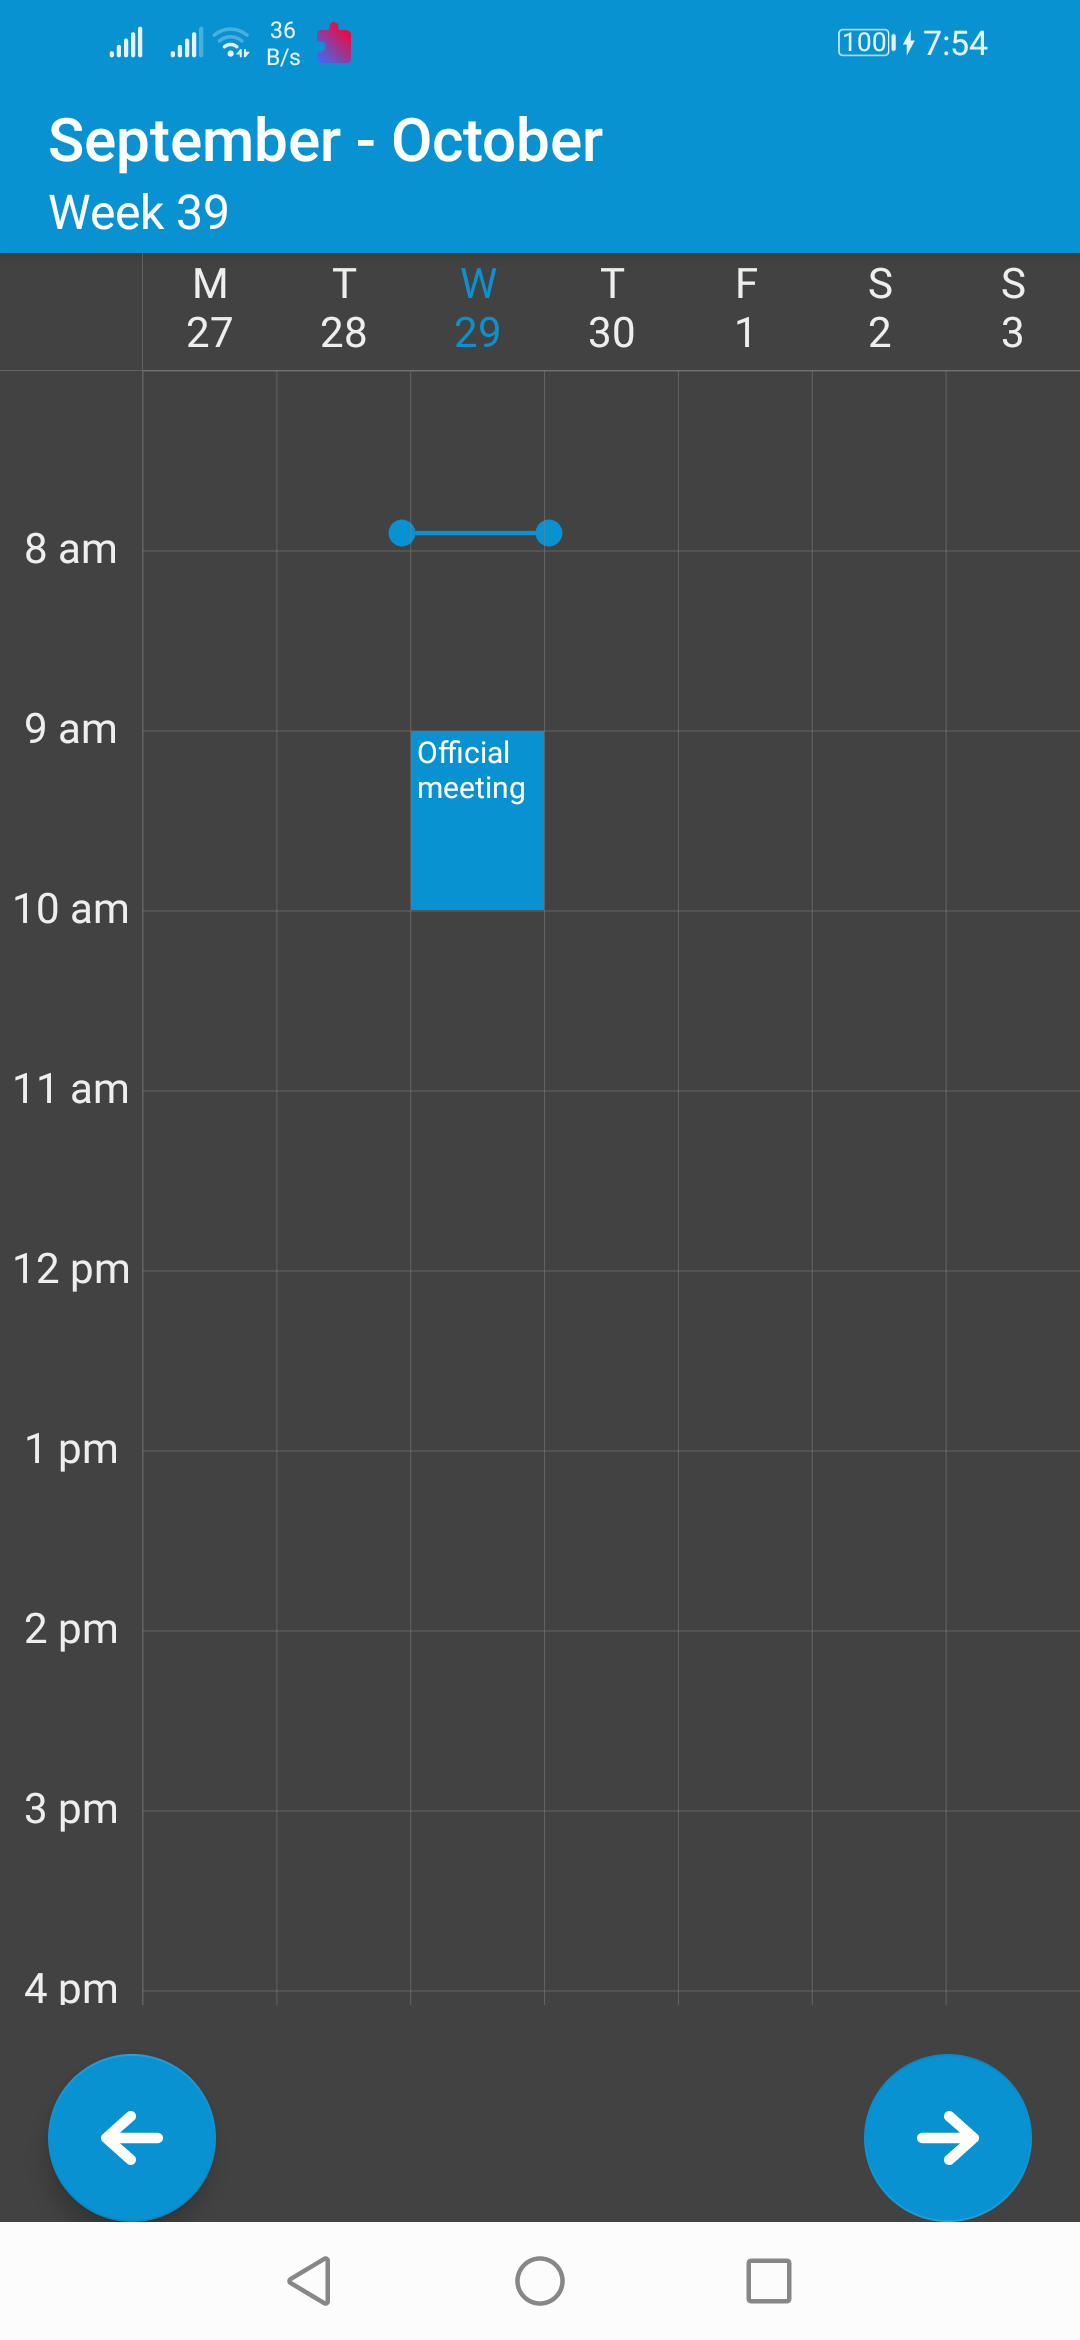 36
B/s
100
7:54
September - October
Week 39
M T W T F S S
27 28 29 30 1 2 3
8 am
9 am
Official
meeting
10 am
11 am
12 pm
1 pm
2 pm
3 pm
4 pm